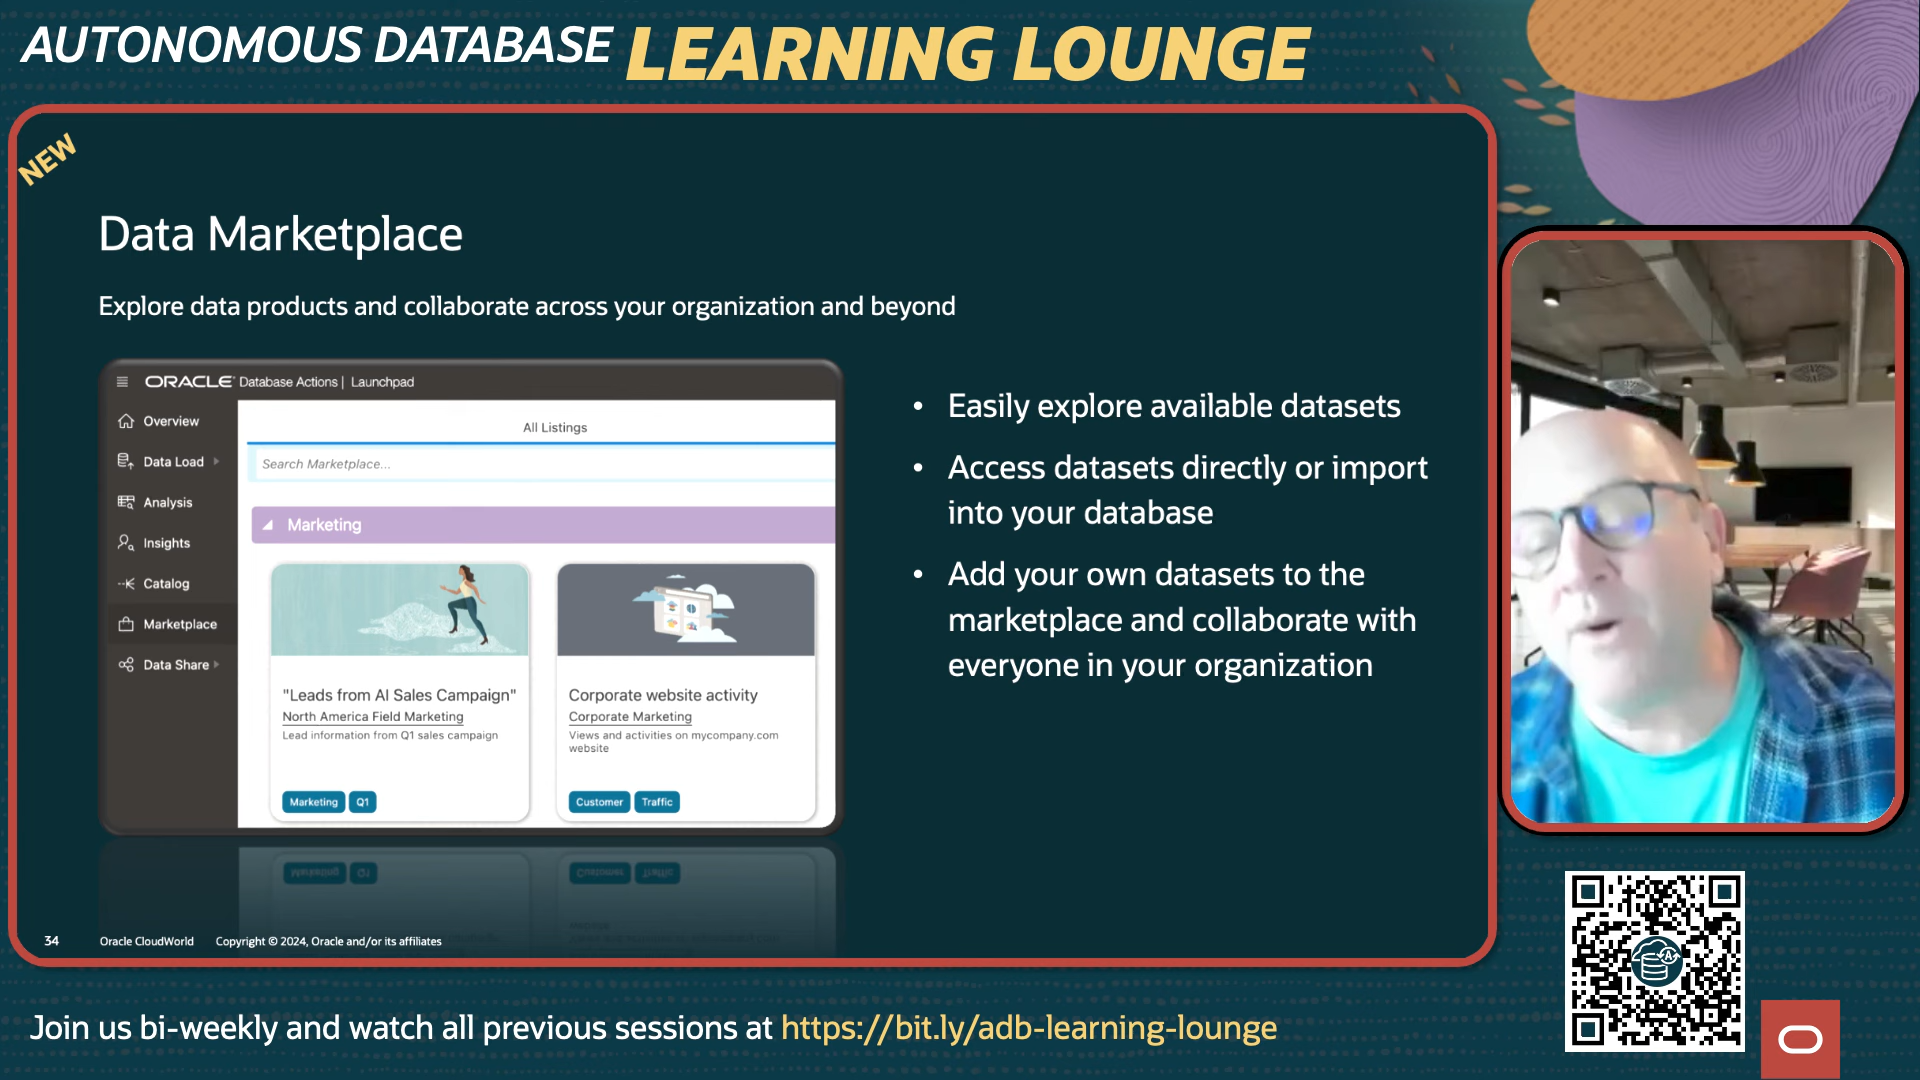 AUTONOMOUS DATABASE LEARNING LOUNGE
NEW
Data Marketplace
Explore data products and collaborate across your organization and beyond
ORACLE Database Actions | Launchpad
Overview
Data Load
Analysis
Insights
Catalog
Marketplace
Data Share
All Listings
Search Marketplace...
Marketing
"Leads from AI Sales Campaign"
North America Field Marketing
Lead information from Q1 sales campaign
Marketing Q1
Corporate website activity
Corporate Marketing
Views and activities on mycompany.com
website
Customer Traffic
• Easily explore available datasets
• Access datasets directly or import
into your database
• Add your own datasets to the
marketplace and collaborate with
everyone in your organization
34 Oracle CloudWorld Copyright © 2024, Oracle and/or its affiliates
A
Join us bi-weekly and watch all previous sessions at https://bit.ly/adb-learning-lounge